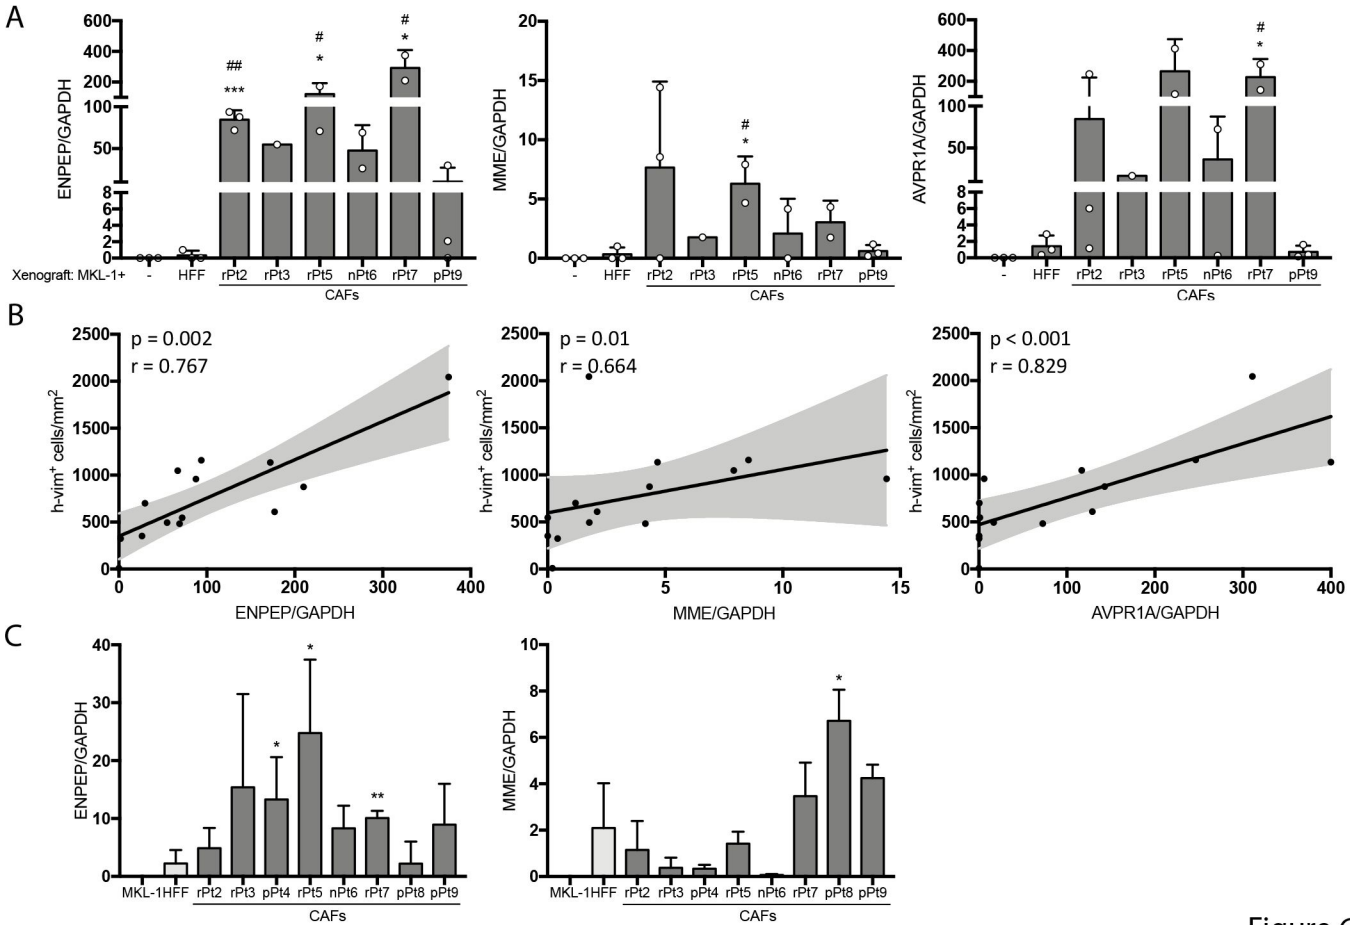 A
600
400
200
100
50
8
6
4
2
0
ENPEP/GAPDH
##
***
#
*
#
*
Xenograft: MKL-1+
-
HFF
rPt2
rPt3
rPt5
nPt6
rPt7
pPt9
CAFs
20
15
10
5
0
MME/GAPDH
#
*
-
HFF
rPt2
rPt3
rPt5
nPt6
rPt7
pPt9
CAFs
600
400
200
100
50
8
6
4
2
0
AVPR1A/GAPDH
#
*
-
HFF
rPt2
rPt3
rPt5
nPt6
rPt7
pPt9
CAFs
B
2500
2000
1500
1000
500
0
h-vim+ cells/mm2
p = 0.002
r = 0.767
0
100
200
300
400
ENPEP/GAPDH
2500
2000
1500
1000
500
0
h-vim+ cells/mm2
p = 0.01
r = 0.664
0
5
10
15
MME/GAPDH
2500
2000
1500
1000
500
0
h-vim+ cells/mm2
p < 0.001
r = 0.829
0
100
200
300
400
AVPR1A/GAPDH
C
40
30
20
10
0
ENPEP/GAPDH
*
*
**
MKL-1
HFF
rPt2
rPt3
pPt4
rPt5
nPt6
rPt7
pPt8
pPt9
CAFs
10
8
6
4
2
0
MME/GAPDH
*
MKL-1
HFF
rPt2
rPt3
pPt4
rPt5
nPt6
rPt7
pPt8
pPt9
CAFs
Figure